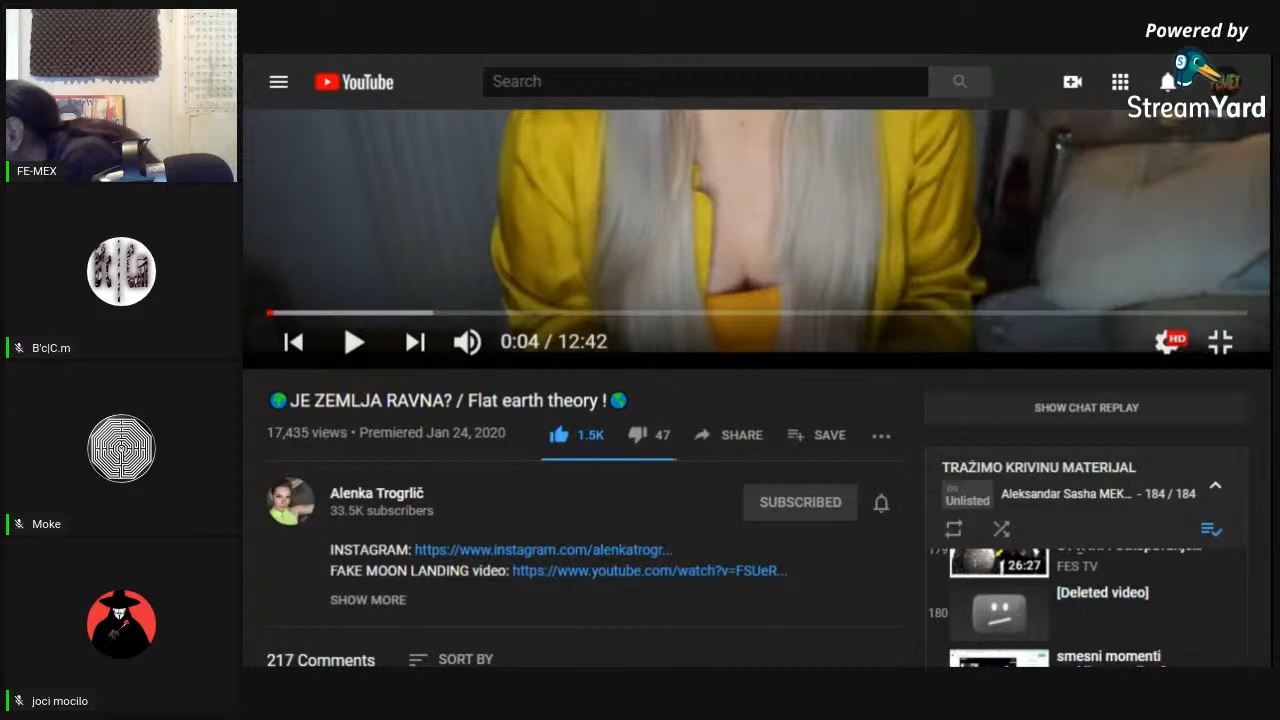 Powered by
StreamYard
YouTube
Search
FE-MEX
HD
0:04 / 12:42
JE ZEMLJA RAVNA? / Flat earth theory !
17,435 views • Premiered Jan 24, 2020
1.5K
47
SHARE
SAVE
SHOW CHAT REPLAY
Alenka Trogrlič
33.5K subscribers
SUBSCRIBED
TRAŽIMO KRIVINU MATERIJAL
Unlisted
Aleksandar Sasha MEK... - 184 / 184
INSTAGRAM: https://www.instagram.com/alenkatrogr...
FAKE MOON LANDING video: https://www.youtube.com/watch?v=FSUeR...
SHOW MORE
179
26:27
FES TV
180
[Deleted video]
smesni momenti
217 Comments
SORT BY
B'c|C.m
Moke
joci mocilo